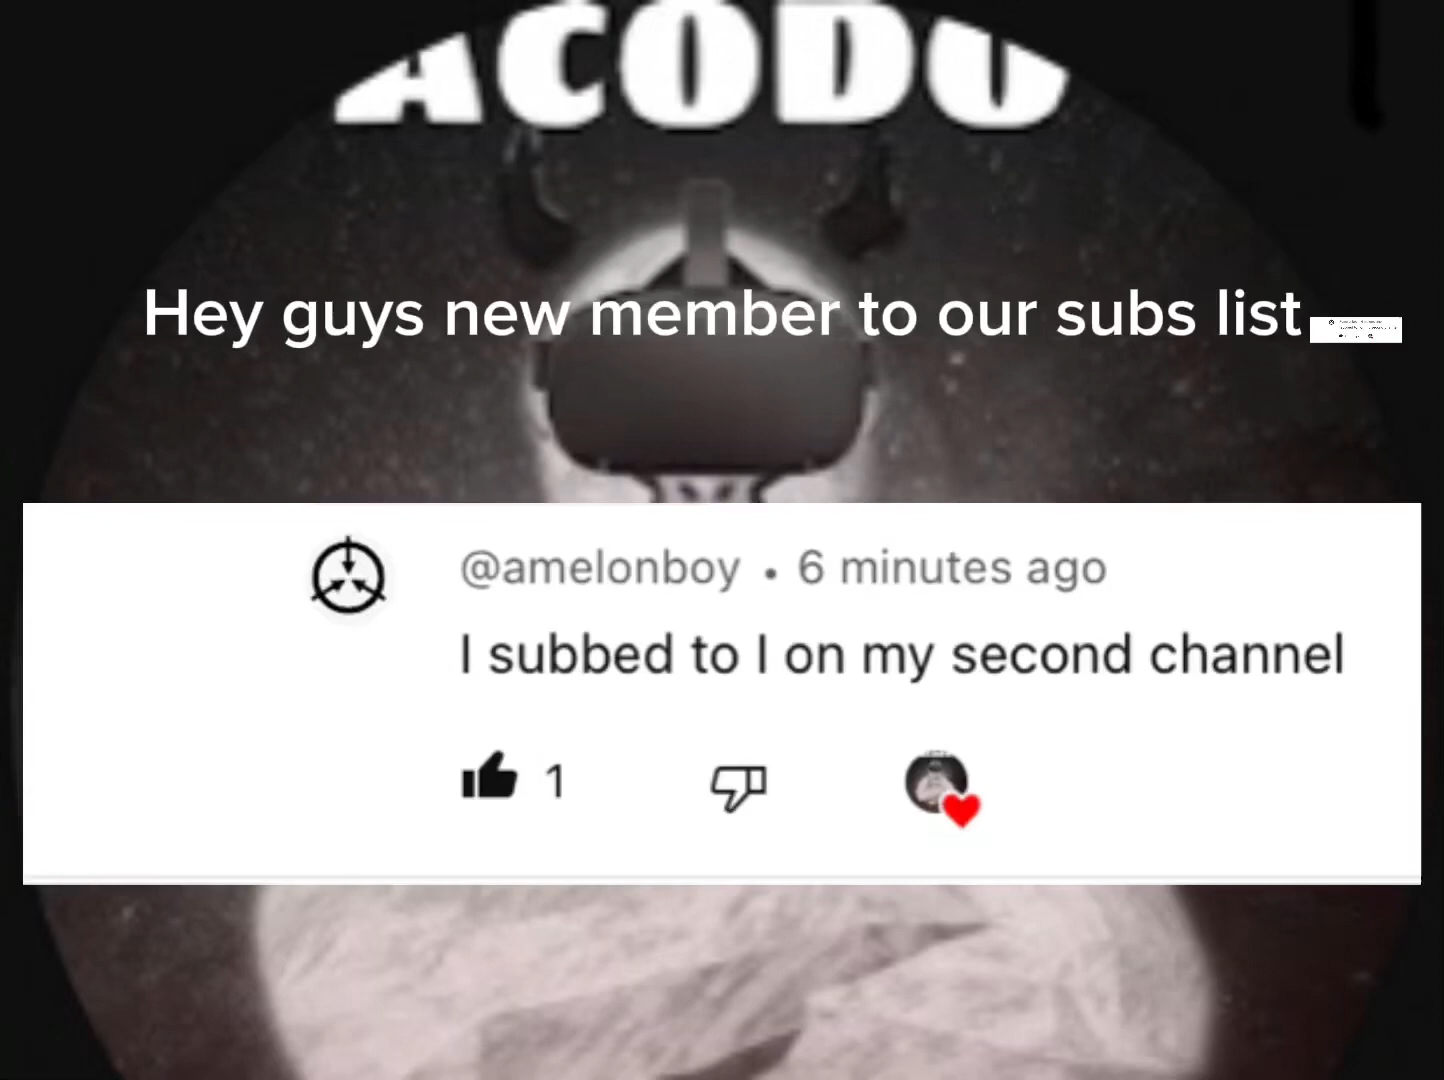 ACODO
Hey guys new member to our subs list
@amelonboy • 6 minutes ago
I subbed to I on my second channel
1